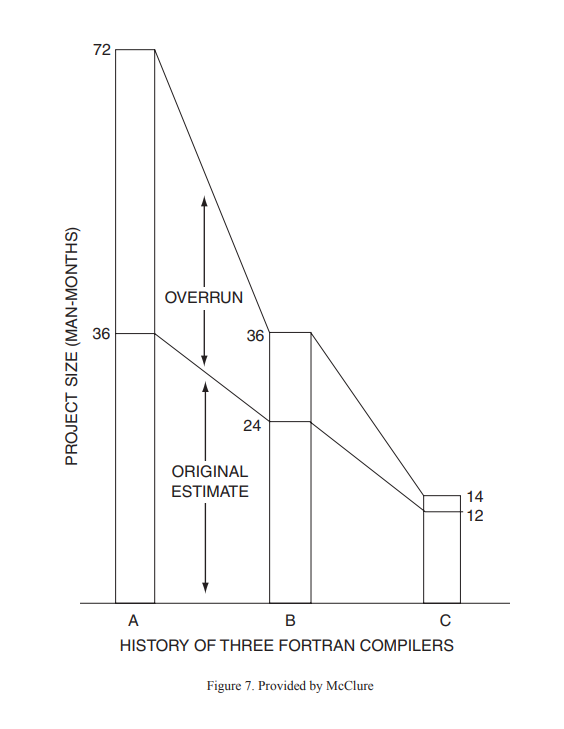 72
PROJECT SIZE (MAN-MONTHS)
OVERRUN
36
36
24
ORIGINAL
ESTIMATE
14
12
A
B
C
HISTORY OF THREE FORTRAN COMPILERS
Figure 7. Provided by McClure